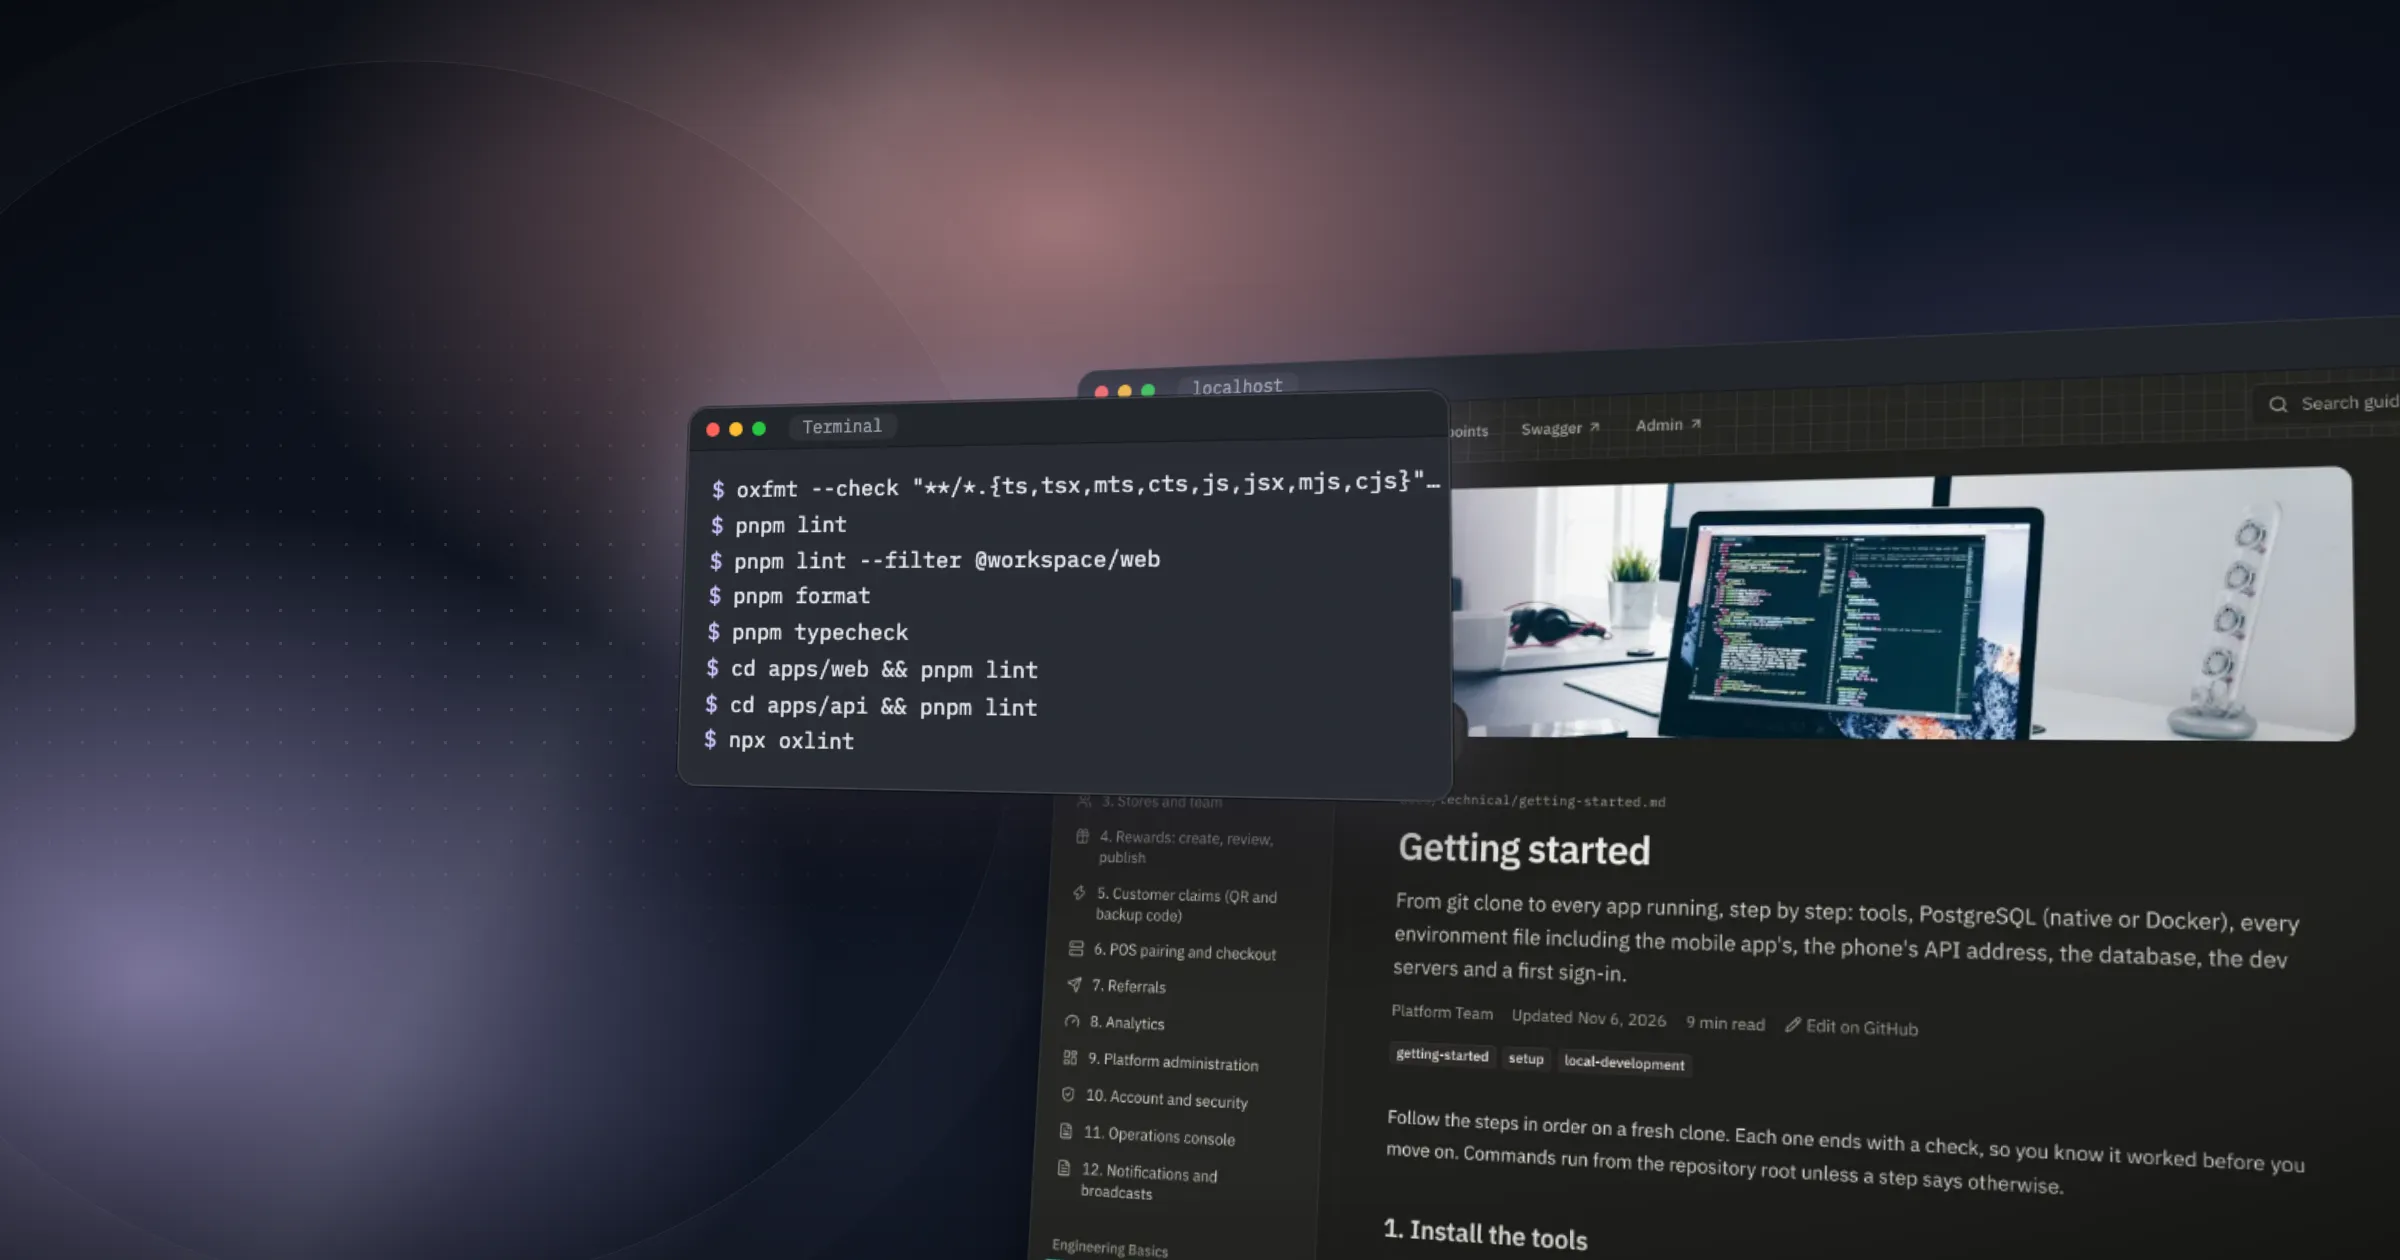 localhost
Terminal
$ oxfmt --check "**/*.{ts,tsx,mts,cts,js,jsx,mjs,cjs}"…
$ pnpm lint
$ pnpm lint --filter @workspace/web
$ pnpm format
$ pnpm typecheck
$ cd apps/web && pnpm lint
$ cd apps/api && pnpm lint
$ npx oxlint
Swagger ↗
Admin ↗
Search
3. Stores and team
4. Rewards: create, review,
publish
5. Customer claims (QR and
backup code)
6. POS pairing and checkout
7. Referrals
8. Analytics
9. Platform administration
10. Account and security
11. Operations console
12. Notifications and
broadcasts
Engineering Basics
technical/getting-started.md
Getting started
From git clone to every app running, step by step: tools, PostgreSQL (native or Docker), every
environment file including the mobile app's, the phone's API address, the database, the dev
servers and a first sign-in.
Platform Team
Updated Nov 6, 2026
9 min read
Edit on GitHub
getting-started
setup
local-development
Follow the steps in order on a fresh clone. Each one ends with a check, so you know it worked before you
move on. Commands run from the repository root unless a step says otherwise.
1. Install the tools